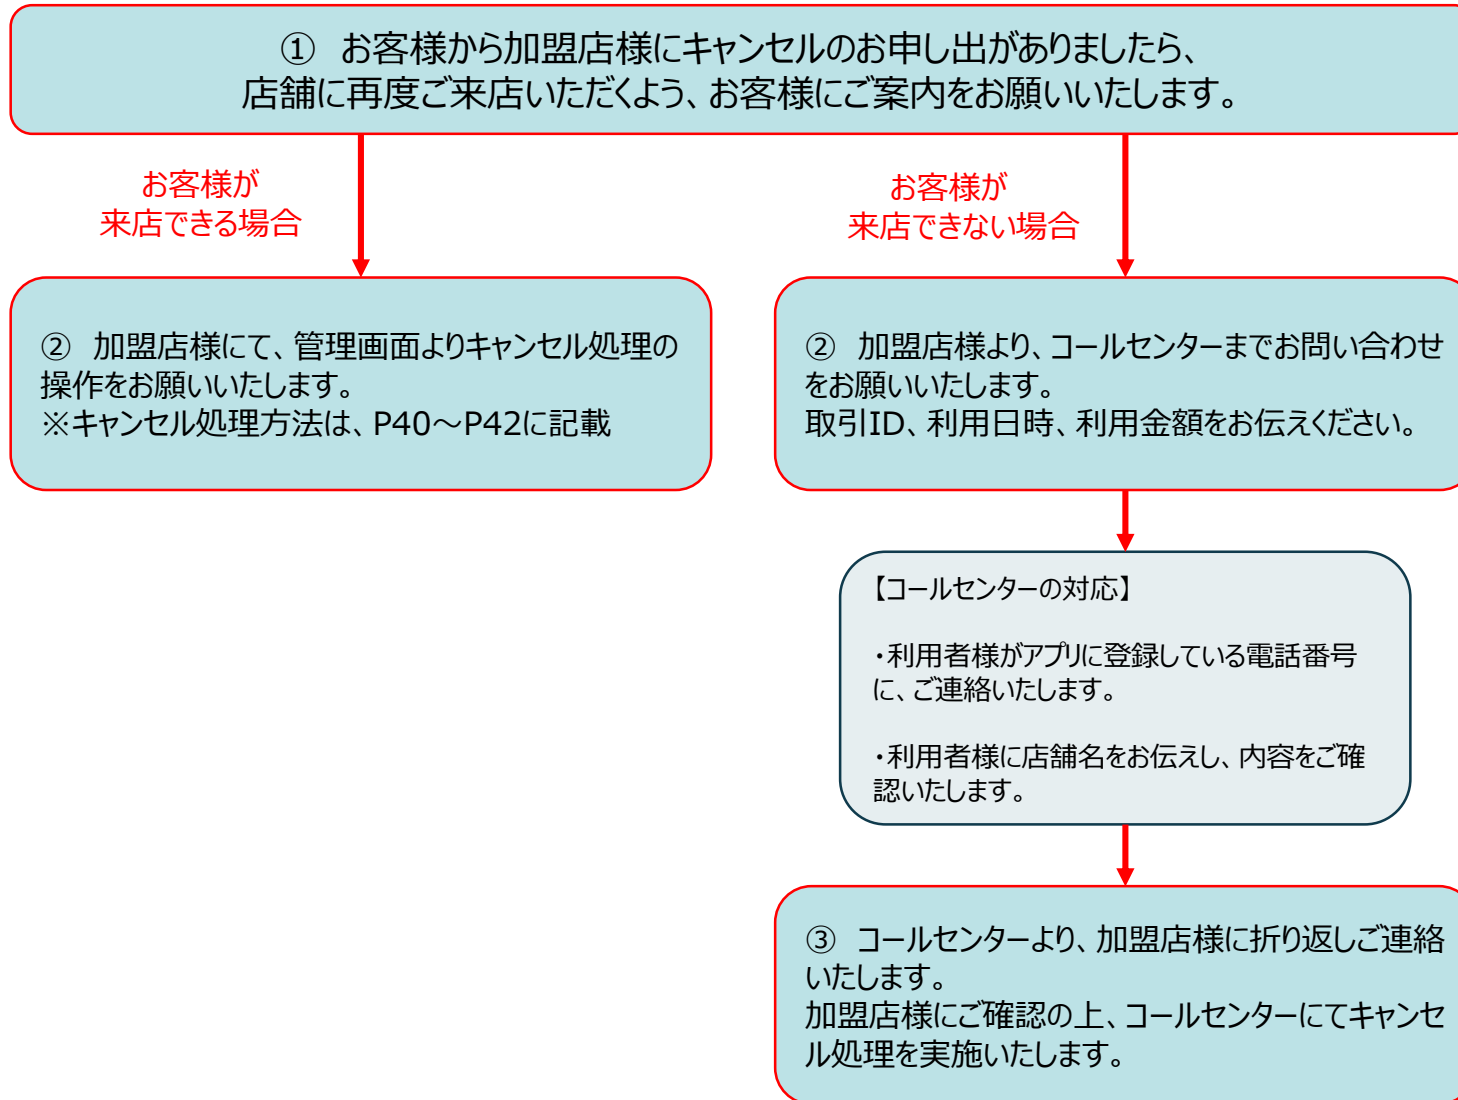 ① お客様から加盟店様にキャンセルのお申し出がありましたら、
店舗に再度ご来店いただくよう、お客様にご案内をお願いいたします。
お客様が
来店できる場合
お客様が
来店できない場合
② 加盟店様にて、管理画面よりキャンセル処理の
操作をお願いいたします。
※キャンセル処理方法は、P40～P42に記載
② 加盟店様より、コールセンターまでお問い合わせ
をお願いいたします。
取引ID、利用日時、利用金額をお伝えください。
【コールセンターの対応】
・利用者様がアプリに登録している電話番号
に、ご連絡いたします。
・利用者様に店舗名をお伝えし、内容をご確
認いたします。
③ コールセンターより、加盟店様に折り返しご連絡
いたします。
加盟店様にご確認の上、コールセンターにてキャンセ
ル処理を実施いたします。